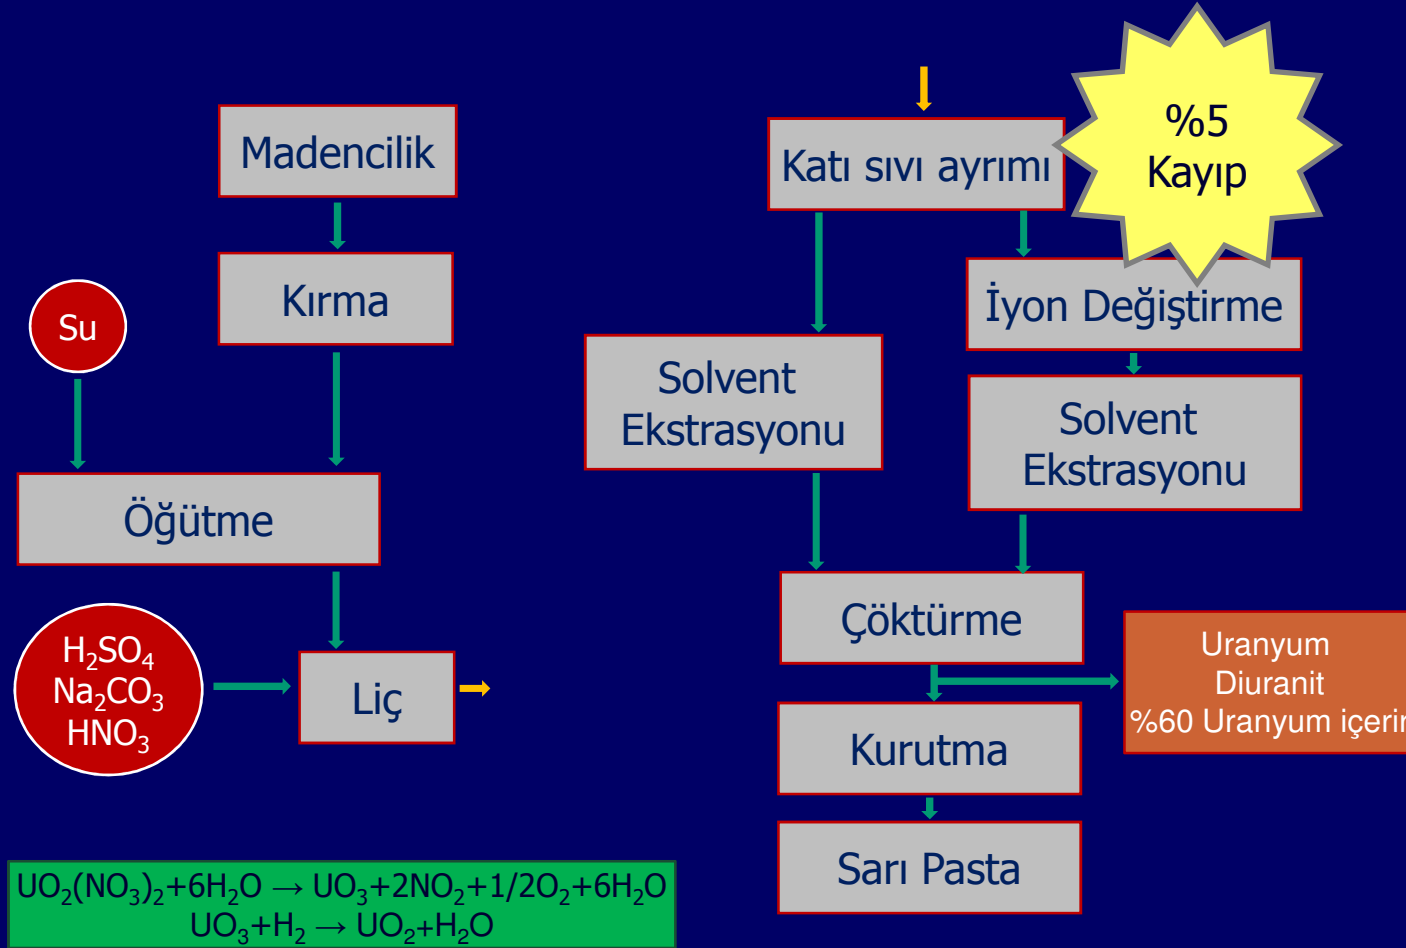 Madencilik
Kırma
Su
Öğütme
H₂SO₄
Na₂CO₃
HNO₃
Liç
Katı sıvı ayrımı
%5
Kayıp
İyon Değiştirme
Solvent
Ekstrasyonu
Solvent
Ekstrasyonu
Çöktürme
Uranyum
Diuranit
%60 Uranyum içerir
Kurutma
Sarı Pasta
UO₂(NO₃)₂+6H₂O → UO₃+2NO₂+1/2O₂+6H₂O
UO₃+H₂ → UO₂+H₂O